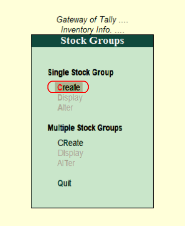 Gateway of Tally ....
Inventory Info. ....
Stock Groups
Single Stock Group
Create
Display
Alter
Multiple Stock Groups
CReate
DIsplay
AlTer
Quit